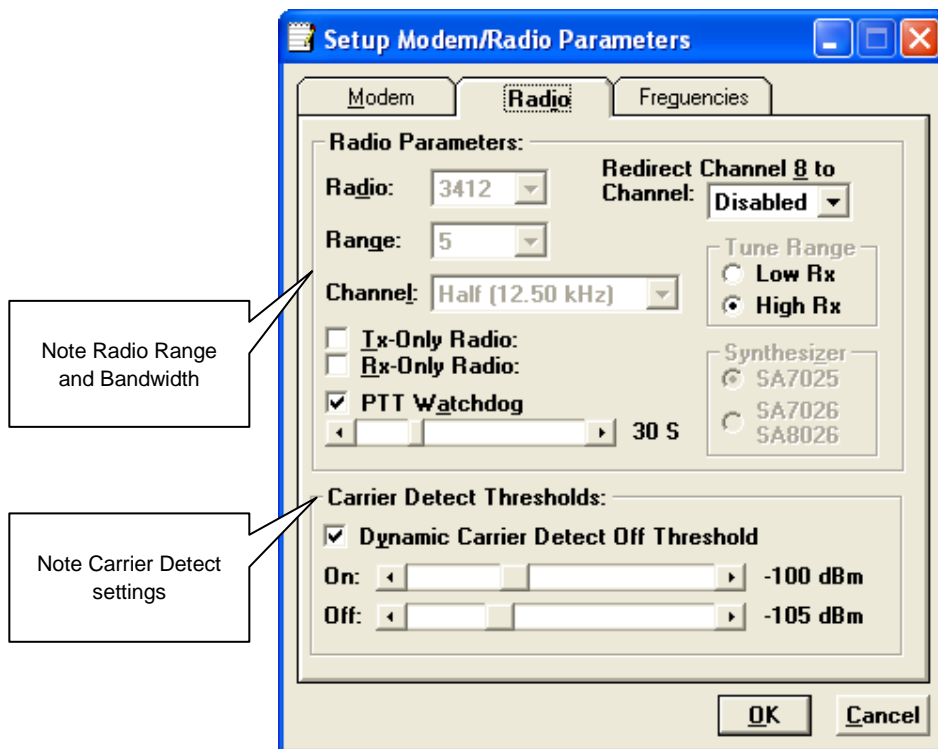 Setup Modem/Radio Parameters
Modem
Radio
Freguencies
Radio Parameters:
Radio: 3412
Redirect Channel 8 to
Channel: Disabled
Range: 5
Tune Range
Low Rx
High Rx
Channel: Half (12.50 kHz)
Tx-Only Radio:
Rx-Only Radio:
Synthesizer
SA7025
SA7026
SA8026
PTT Watchdog
30 S
Note Radio Range
and Bandwidth
Carrier Detect Thresholds:
Dynamic Carrier Detect Off Threshold
On: -100 dBm
Off: -105 dBm
Note Carrier Detect
settings
OK
Cancel